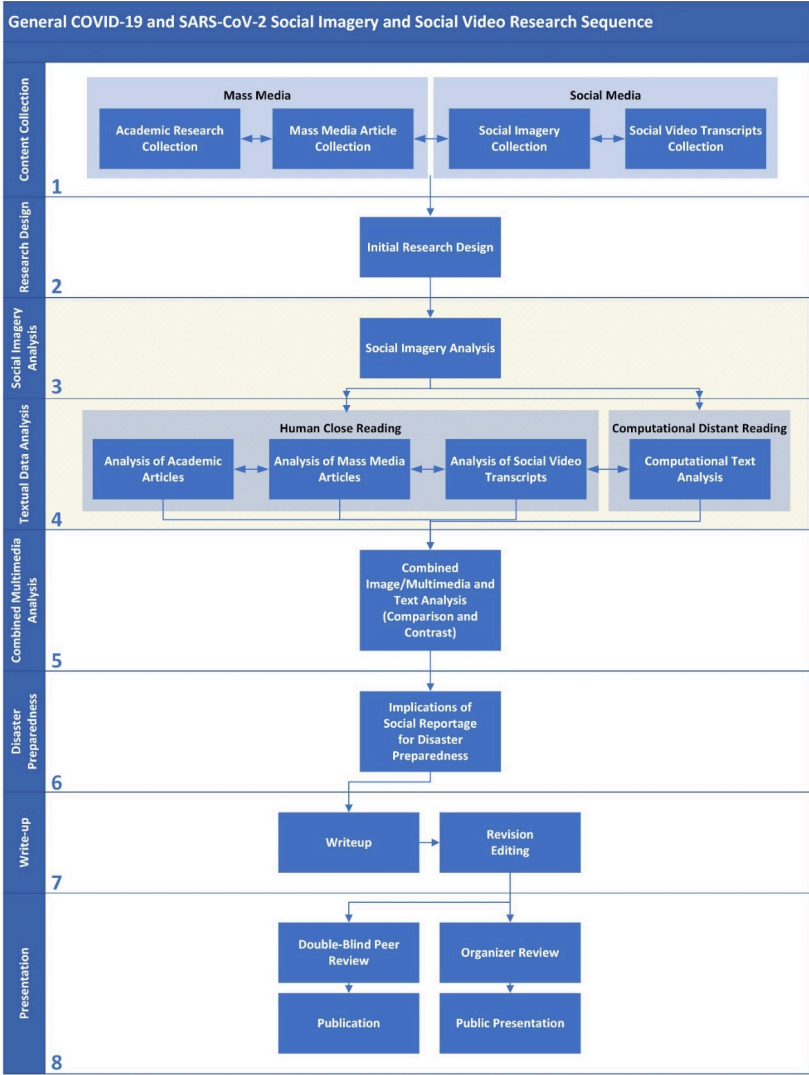 General COVID-19 and SARS-CoV-2 Social Imagery and Social Video Research Sequence
Content Collection
1
Mass Media
Academic Research
Collection
Mass Media Article
Collection
Social Media
Social Imagery
Collection
Social Video Transcripts
Collection
Research Design
2
Initial Research Design
Social Imagery
Analysis
3
Social Imagery Analysis
Textual Data Analysis
4
Human Close Reading
Analysis of Academic
Articles
Analysis of Mass Media
Articles
Analysis of Social Video
Transcripts
Computational Distant Reading
Computational Text
Analysis
Combined Multimedia
Analysis
5
Combined
Image/Multimedia and
Text Analysis
(Comparison and
Contrast)
Disaster
Preparedness
6
Implications of
Social Reportage
for Disaster
Preparedness
Write-up
7
Writeup
Revision
Editing
Presentation
8
Double-Blind Peer
Review
Organizer Review
Publication
Public Presentation